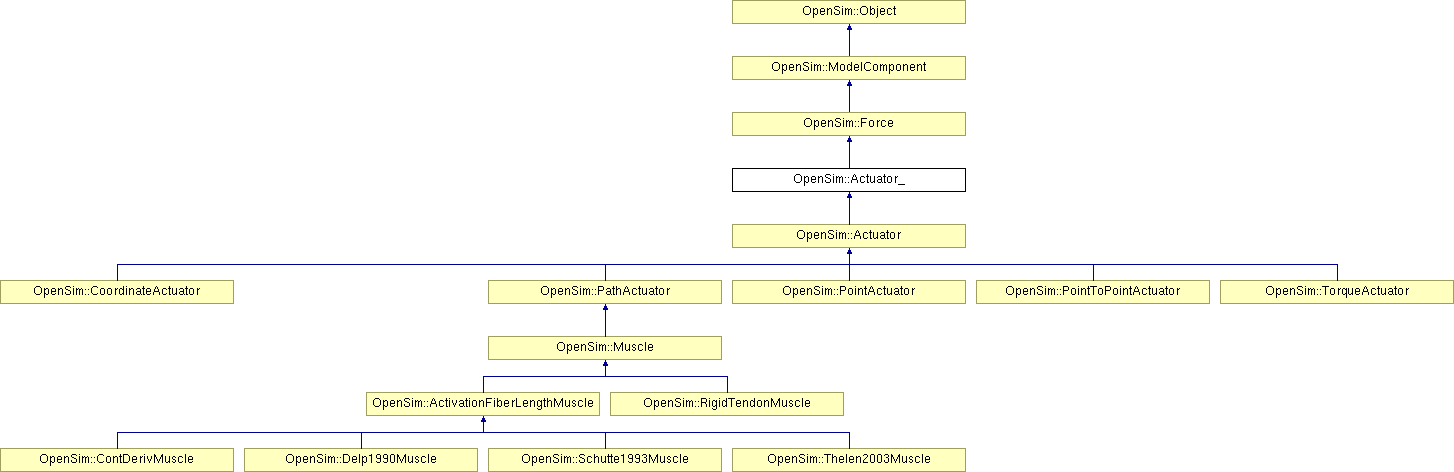 OpenSim::Object
OpenSim::ModelComponent
OpenSim::Force
OpenSim::Actuator_
OpenSim::Actuator
OpenSim::CoordinateActuator
OpenSim::PathActuator
OpenSim::PointActuator
OpenSim::PointToPointActuator
OpenSim::TorqueActuator
OpenSim::Muscle
OpenSim::ActivationFiberLengthMuscle
OpenSim::RigidTendonMuscle
OpenSim::ContDerivMuscle
OpenSim::Delp1990Muscle
OpenSim::Schutte1993Muscle
OpenSim::Thelen2003Muscle